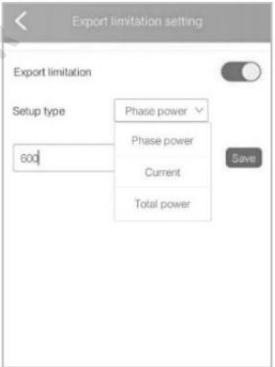 Export limitation setting
Export limitation
Setup type
Phase power
Phase power
600
Save
Current
Total power